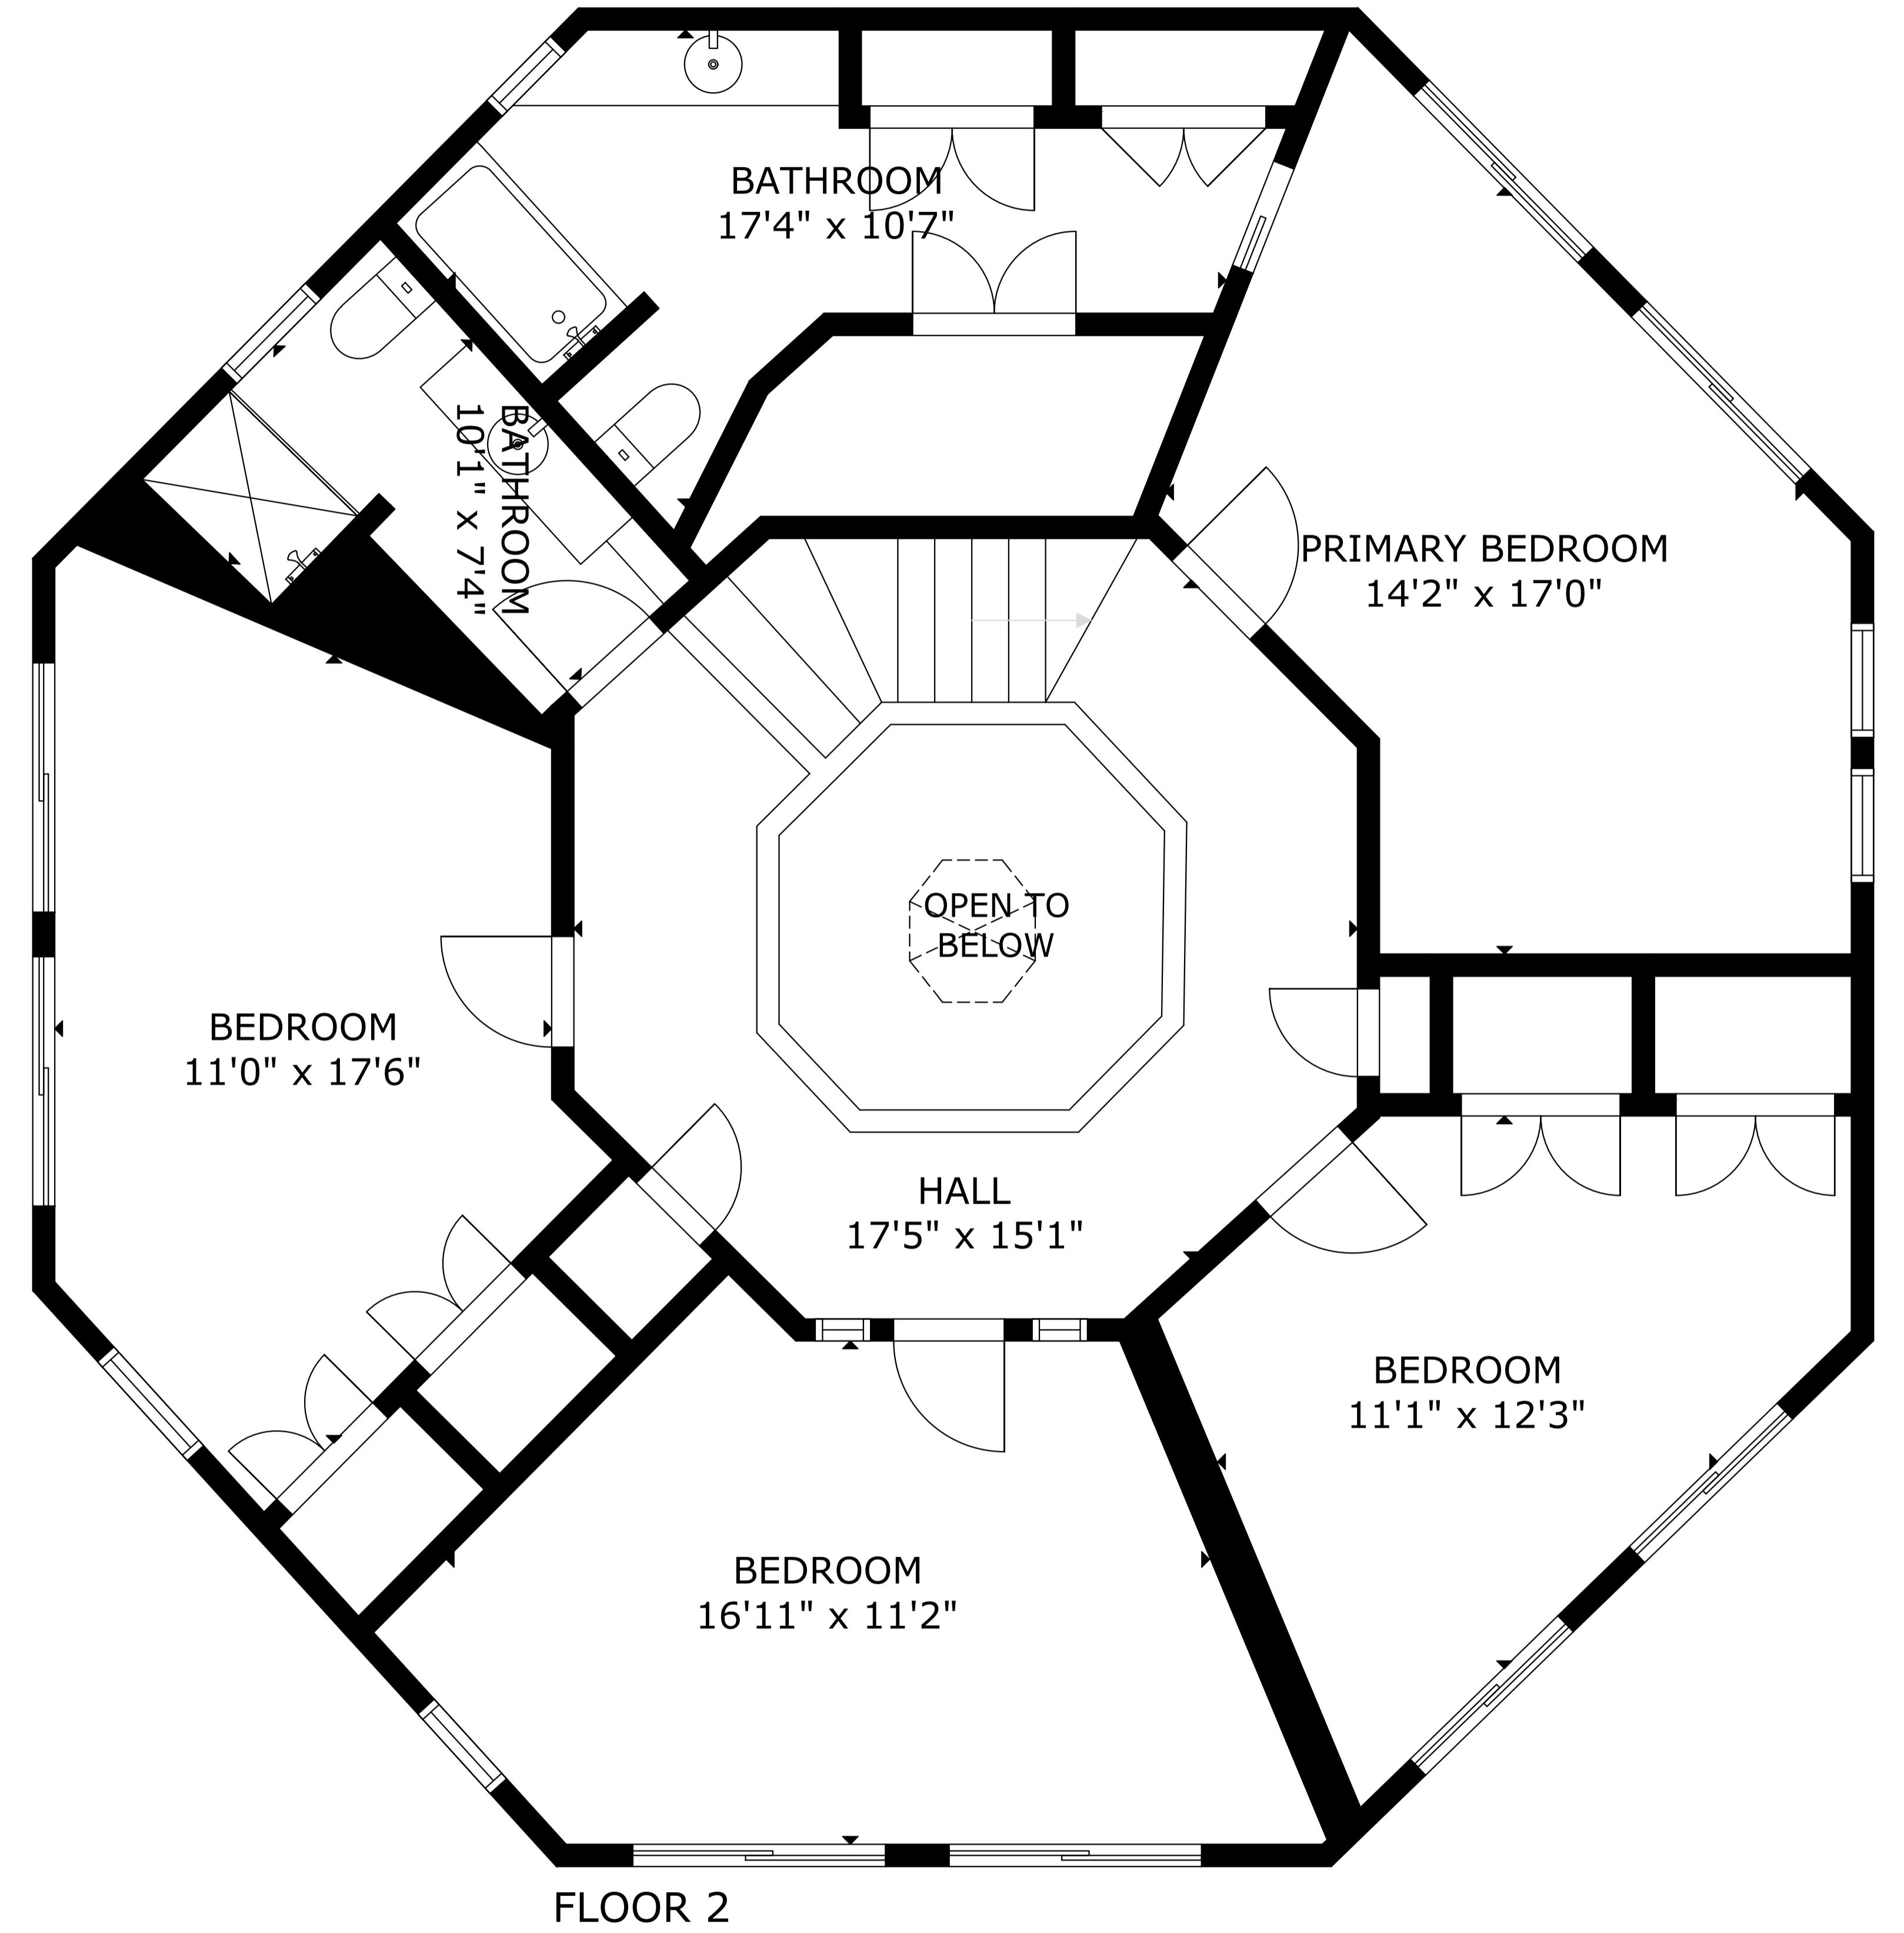 BATHROOM
17'4" x 10'7"
BATHROOM
10'1" x 7'4"
PRIMARY BEDROOM
14'2" x 17'0"
OPEN TO
BELOW
BEDROOM
11'0" x 17'6"
HALL
17'5" x 15'1"
BEDROOM
11'1" x 12'3"
BEDROOM
16'11" x 11'2"
FLOOR 2